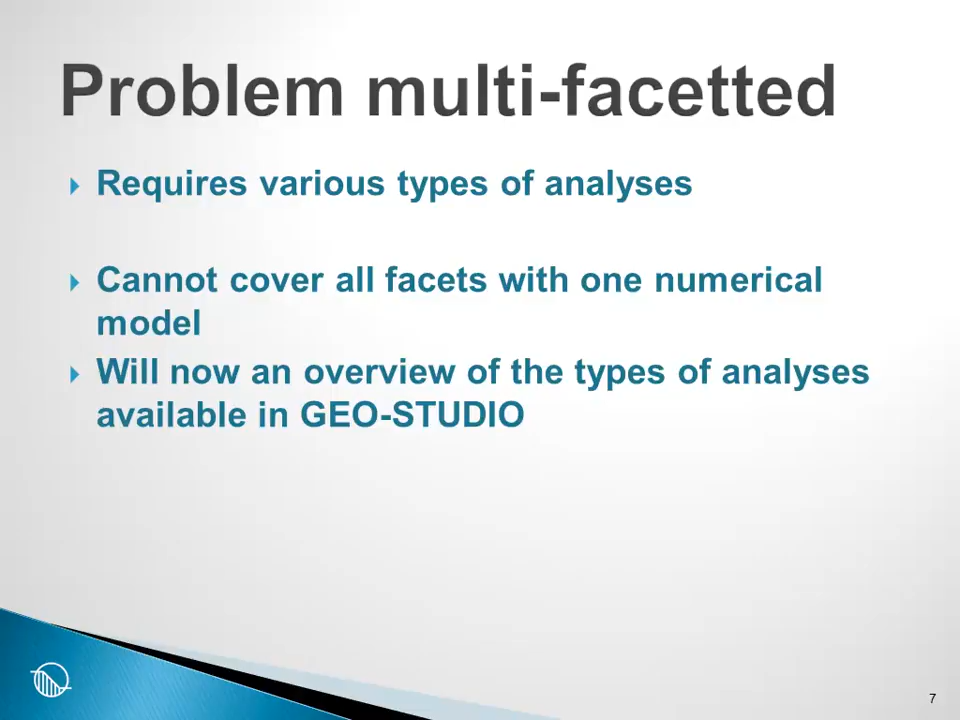 Problem multi-facetted
Requires various types of analyses
Cannot cover all facets with one numerical
model
Will now an overview of the types of analyses
available in GEO-STUDIO
7